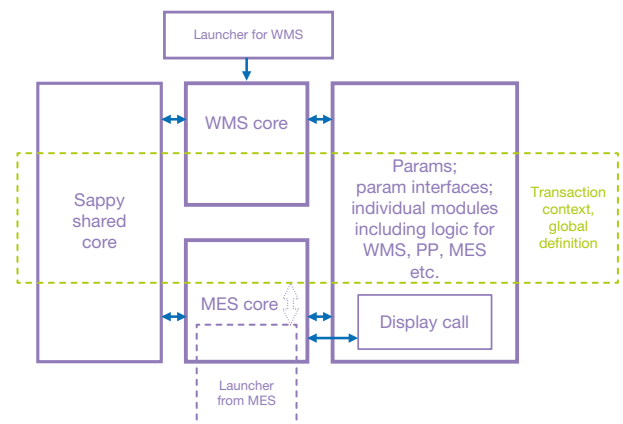 Launcher for WMS
WMS core
Sappy
shared
core
Params;
param interfaces;
individual modules
including logic for
WMS, PP, MES
etc.
Transaction
context,
global
definition
MES core
Display call
Launcher
from MES